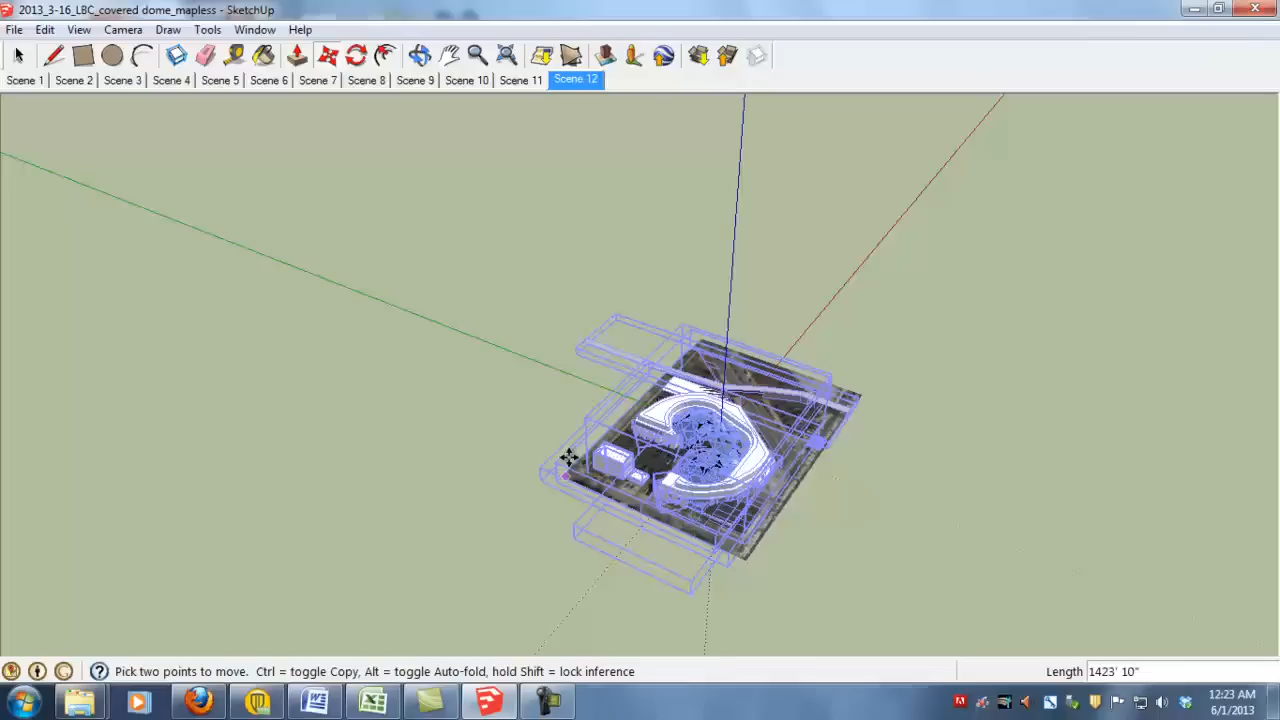 2013_3-16_LBC_covered dome_mapless - SketchUp
File Edit View Camera Draw Tools Window Help
Scene 1 Scene 2 Scene 3 Scene 4 Scene 5 Scene 6 Scene 7 Scene 8 Scene 9 Scene 10 Scene 11 Scene 12
Pick two points to move. Ctrl = toggle Copy, Alt = toggle Auto-fold, hold Shift = lock inference Length 1423' 10"
12:23 AM
6/1/2013